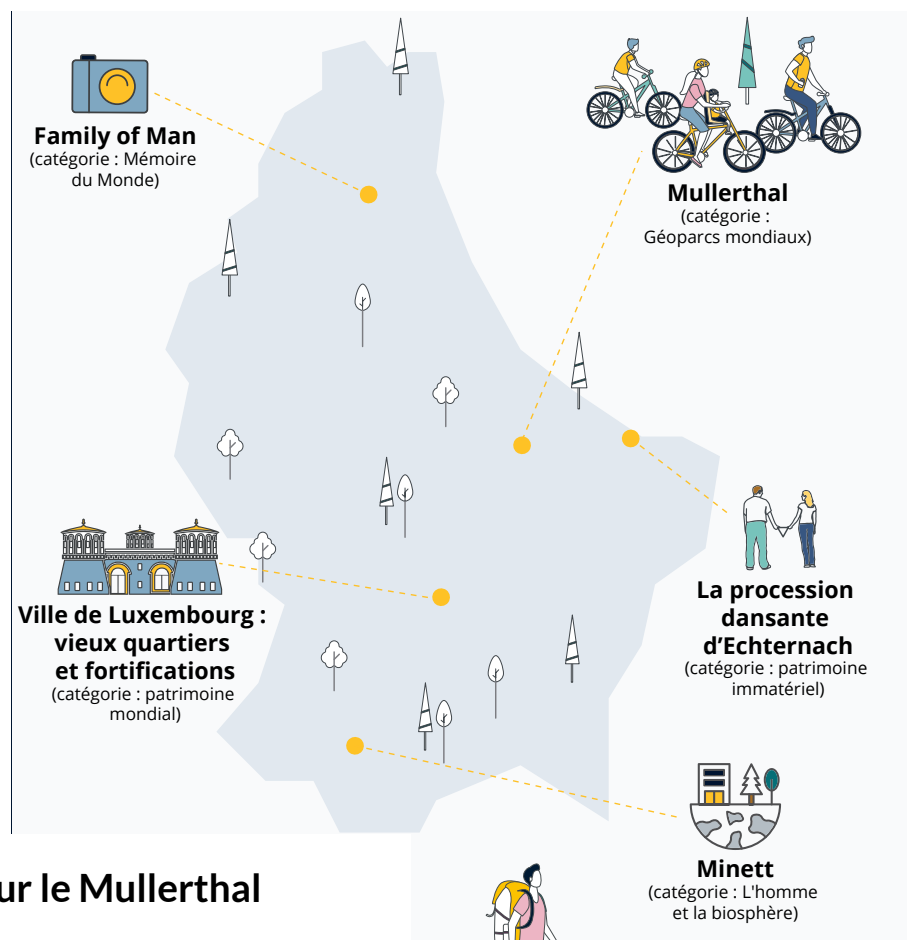 Family of Man
(catégorie : Mémoire
du Monde)
Mullerthal
(catégorie :
Géoparcs mondiaux)
Ville de Luxembourg :
vieux quartiers
et fortifications
(catégorie : patrimoine
mondial)
La procession
dansante
d’Echternach
(catégorie : patrimoine
immatériel)
Minett
(catégorie : L'homme
et la biosphère)
ur le Mullerthal